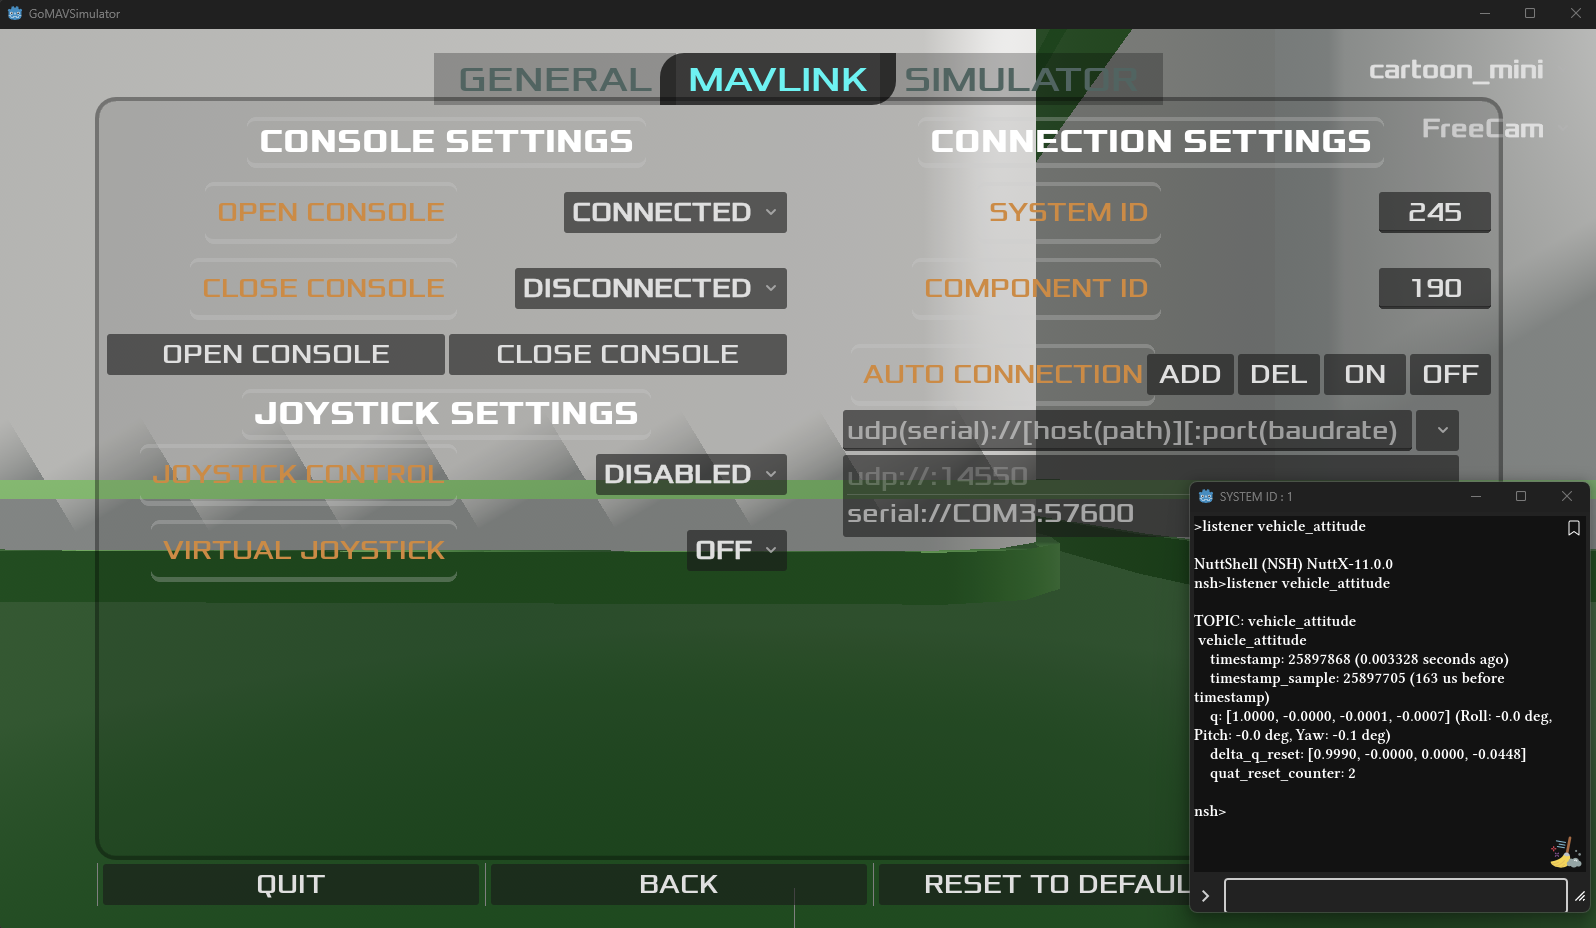 GoMAVSimulator
GENERAL MAVLINK SIMULATOR
cartoon_mini
FreeCam
CONSOLE SETTINGS
OPEN CONSOLE CONNECTED
CLOSE CONSOLE DISCONNECTED
OPEN CONSOLE CLOSE CONSOLE
JOYSTICK SETTINGS
JOYSTICK CONTROL DISABLED
VIRTUAL JOYSTICK OFF
CONNECTION SETTINGS
SYSTEM ID 245
COMPONENT ID 190
AUTO CONNECTION ADD DEL ON OFF
udp(serial)://[host(path)][:port(baudrate)
udp://:14550
serial://COM3:57600
SYSTEM ID : 1
>listener vehicle_attitude
NuttShell (NSH) NuttX-11.0.0
nsh>listener vehicle_attitude
TOPIC: vehicle_attitude
vehicle_attitude
timestamp: 25897868 (0.003328 seconds ago)
timestamp_sample: 25897705 (163 us before
timestamp)
q: [1.0000, -0.0000, -0.0001, -0.0007] (Roll: -0.0 deg,
Pitch: -0.0 deg, Yaw: -0.1 deg)
delta_q_reset: [0.9990, -0.0000, 0.0000, -0.0448]
quat_reset_counter: 2
nsh>
QUIT BACK RESET TO DEFAUL